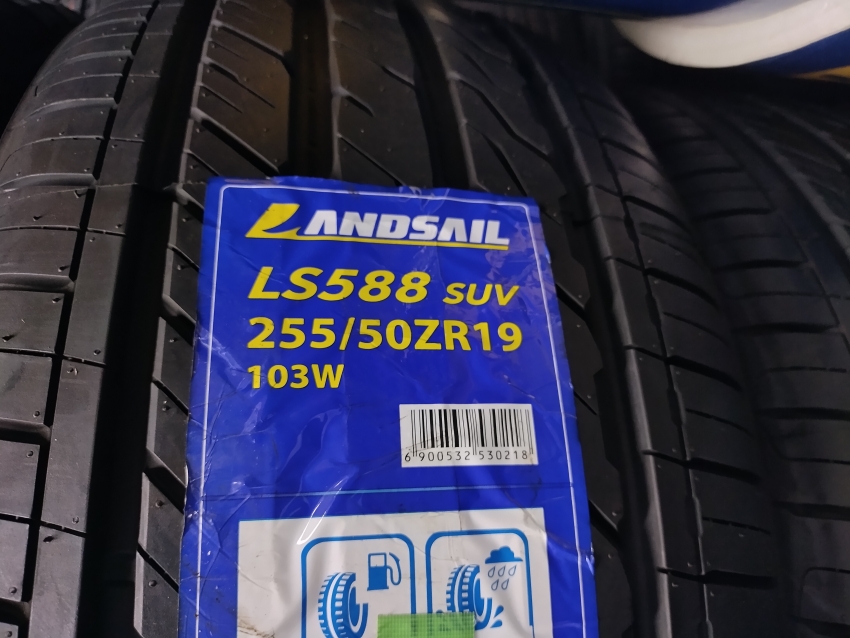 LANDSAIL
LS588 SUV
255/50ZR19
103W
6 900532 530218